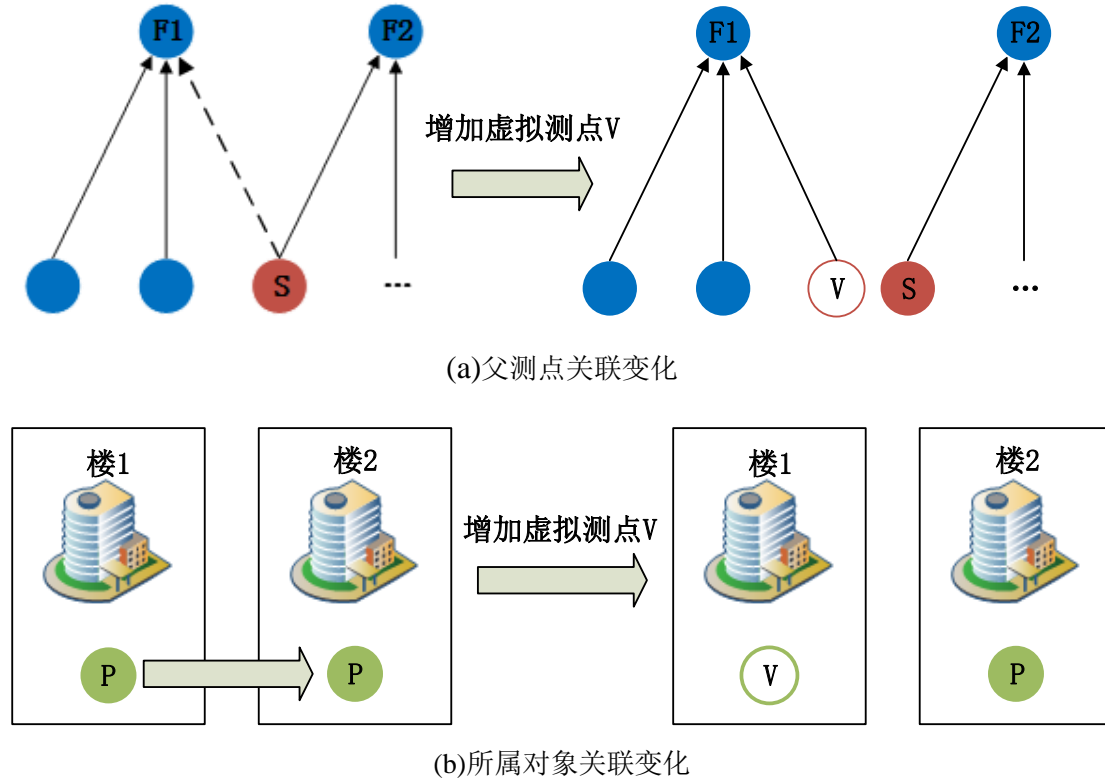 F1 F2 F1 F2
增加虚拟测点V
S ... V S ...
(a)父测点关联变化
楼1 楼2 楼1 楼2
增加虚拟测点V
P P V P
(b)所属对象关联变化